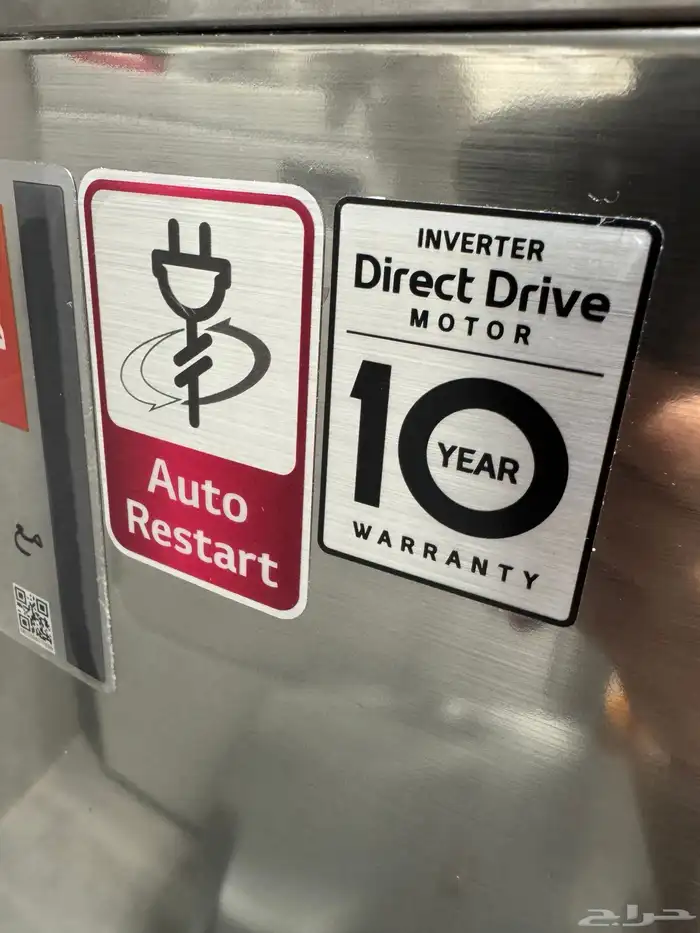 Auto
Restart
INVERTER
Direct Drive
MOTOR
10
YEAR
WARRANTY
حراج